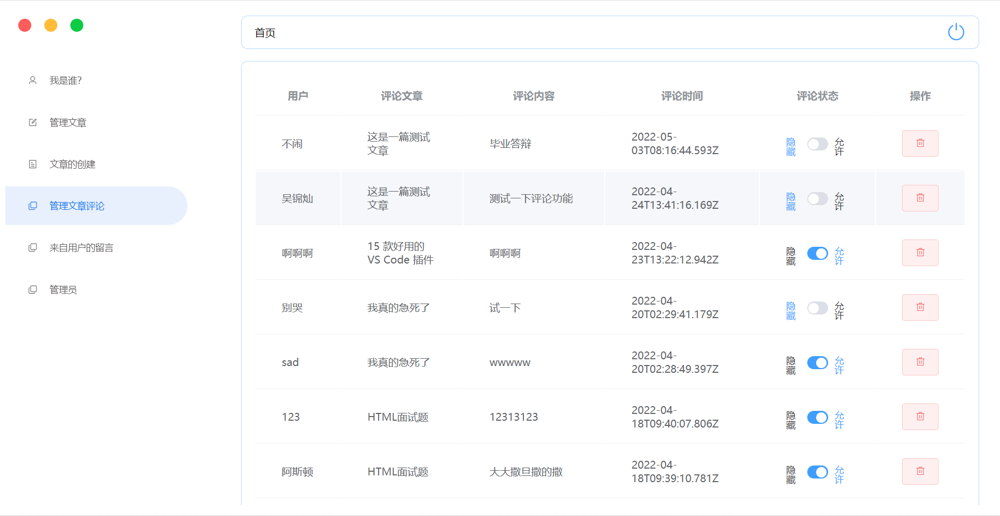 首页
我是谁?
管理文章
文章的创建
管理文章评论
来自用户的留言
管理员
用户 评论文章 评论内容 评论时间 评论状态 操作
不闹 这是一篇测试 毕业答辩 2022-05- 隐 允
文章 03T08:16:44.593Z 藏 许
吴锦灿 这是一篇测试 测试一下评论功能 2022-04- 隐 允
文章 24T13:41:16.169Z 藏 许
啊啊啊 15 款好用的 啊啊啊 2022-04- 隐 允
VS Code 插件 23T13:22:12.942Z 藏 许
别哭 我真的急死了 试一下 2022-04- 隐 允
20T02:29:41.179Z 藏 许
sad 我真的急死了 wwwww 2022-04- 隐 允
20T02:28:49.397Z 藏 许
123 HTML面试题 12313123 2022-04- 隐 允
18T09:40:07.806Z 藏 许
阿斯顿 HTML面试题 大大撒旦撒的撒 2022-04- 隐 允
18T09:39:10.781Z 藏 许